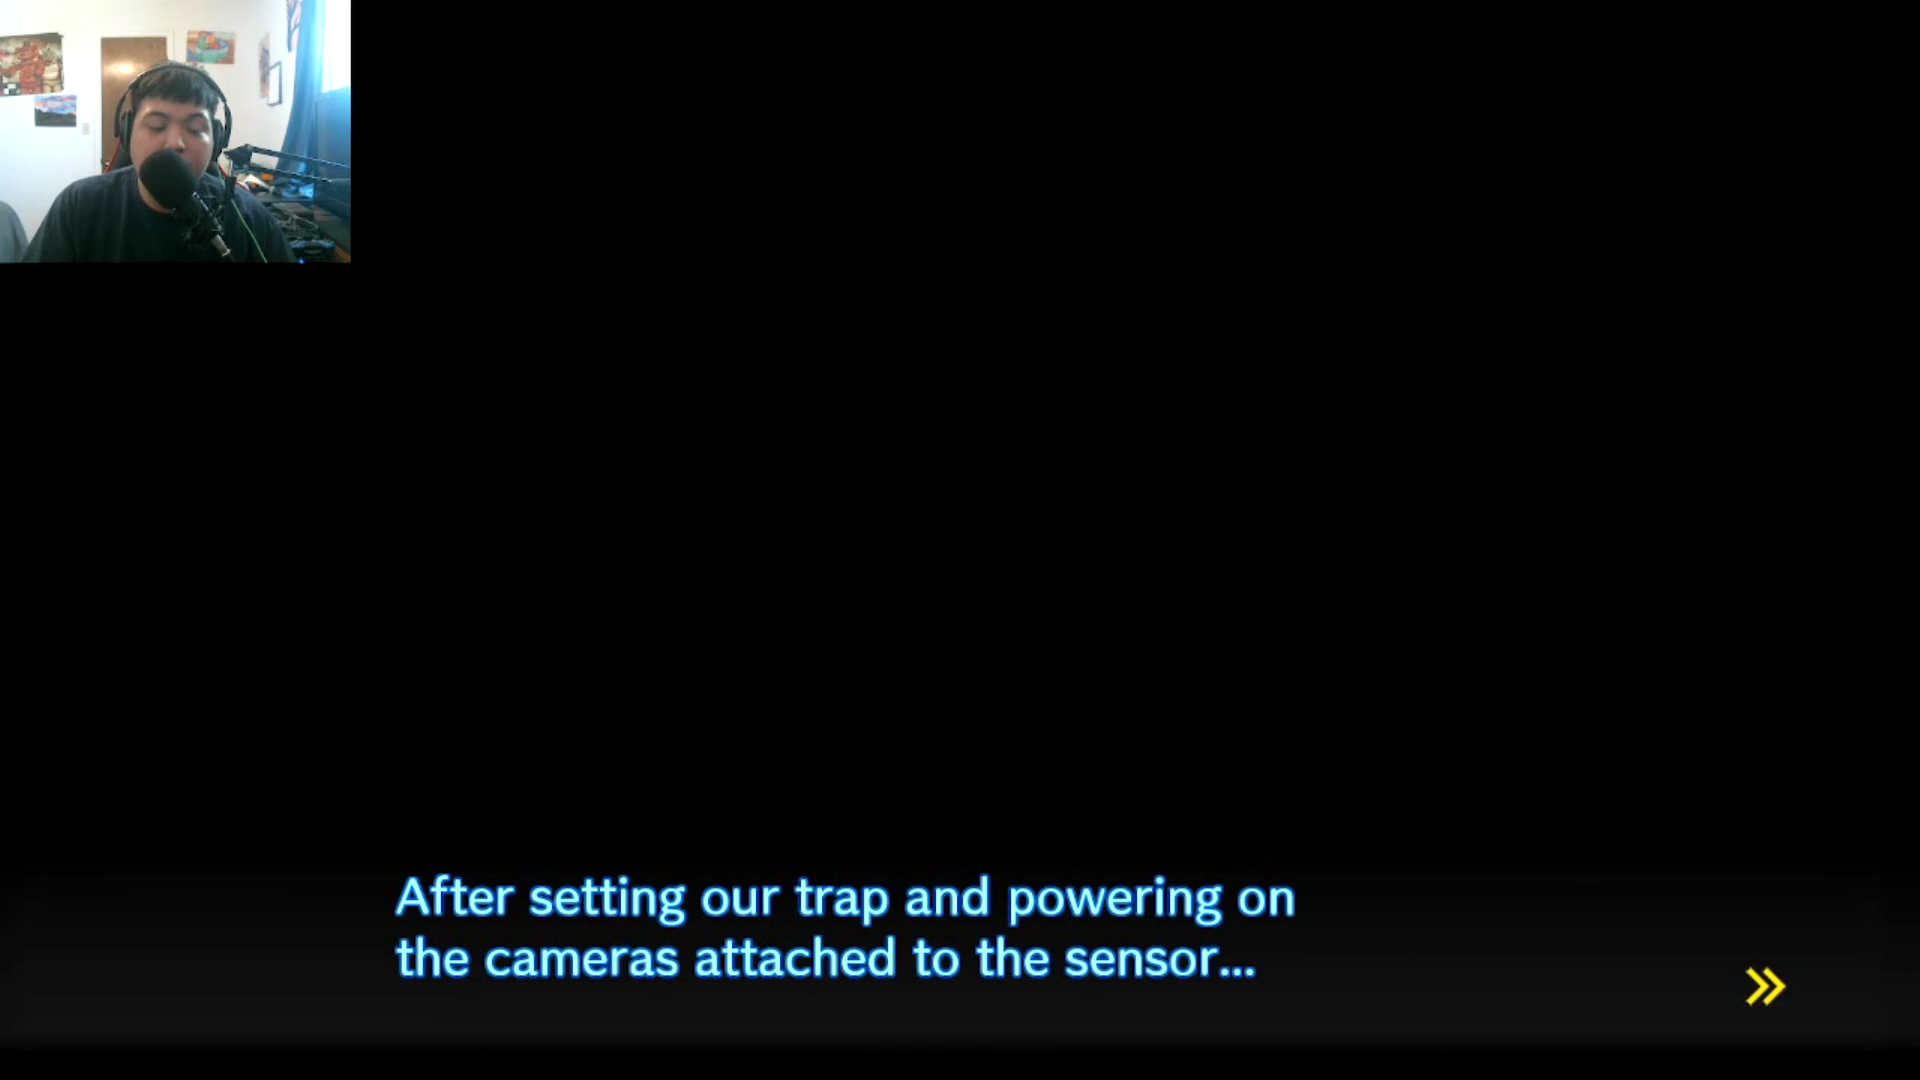 After setting our trap and powering on
the cameras attached to the sensor...